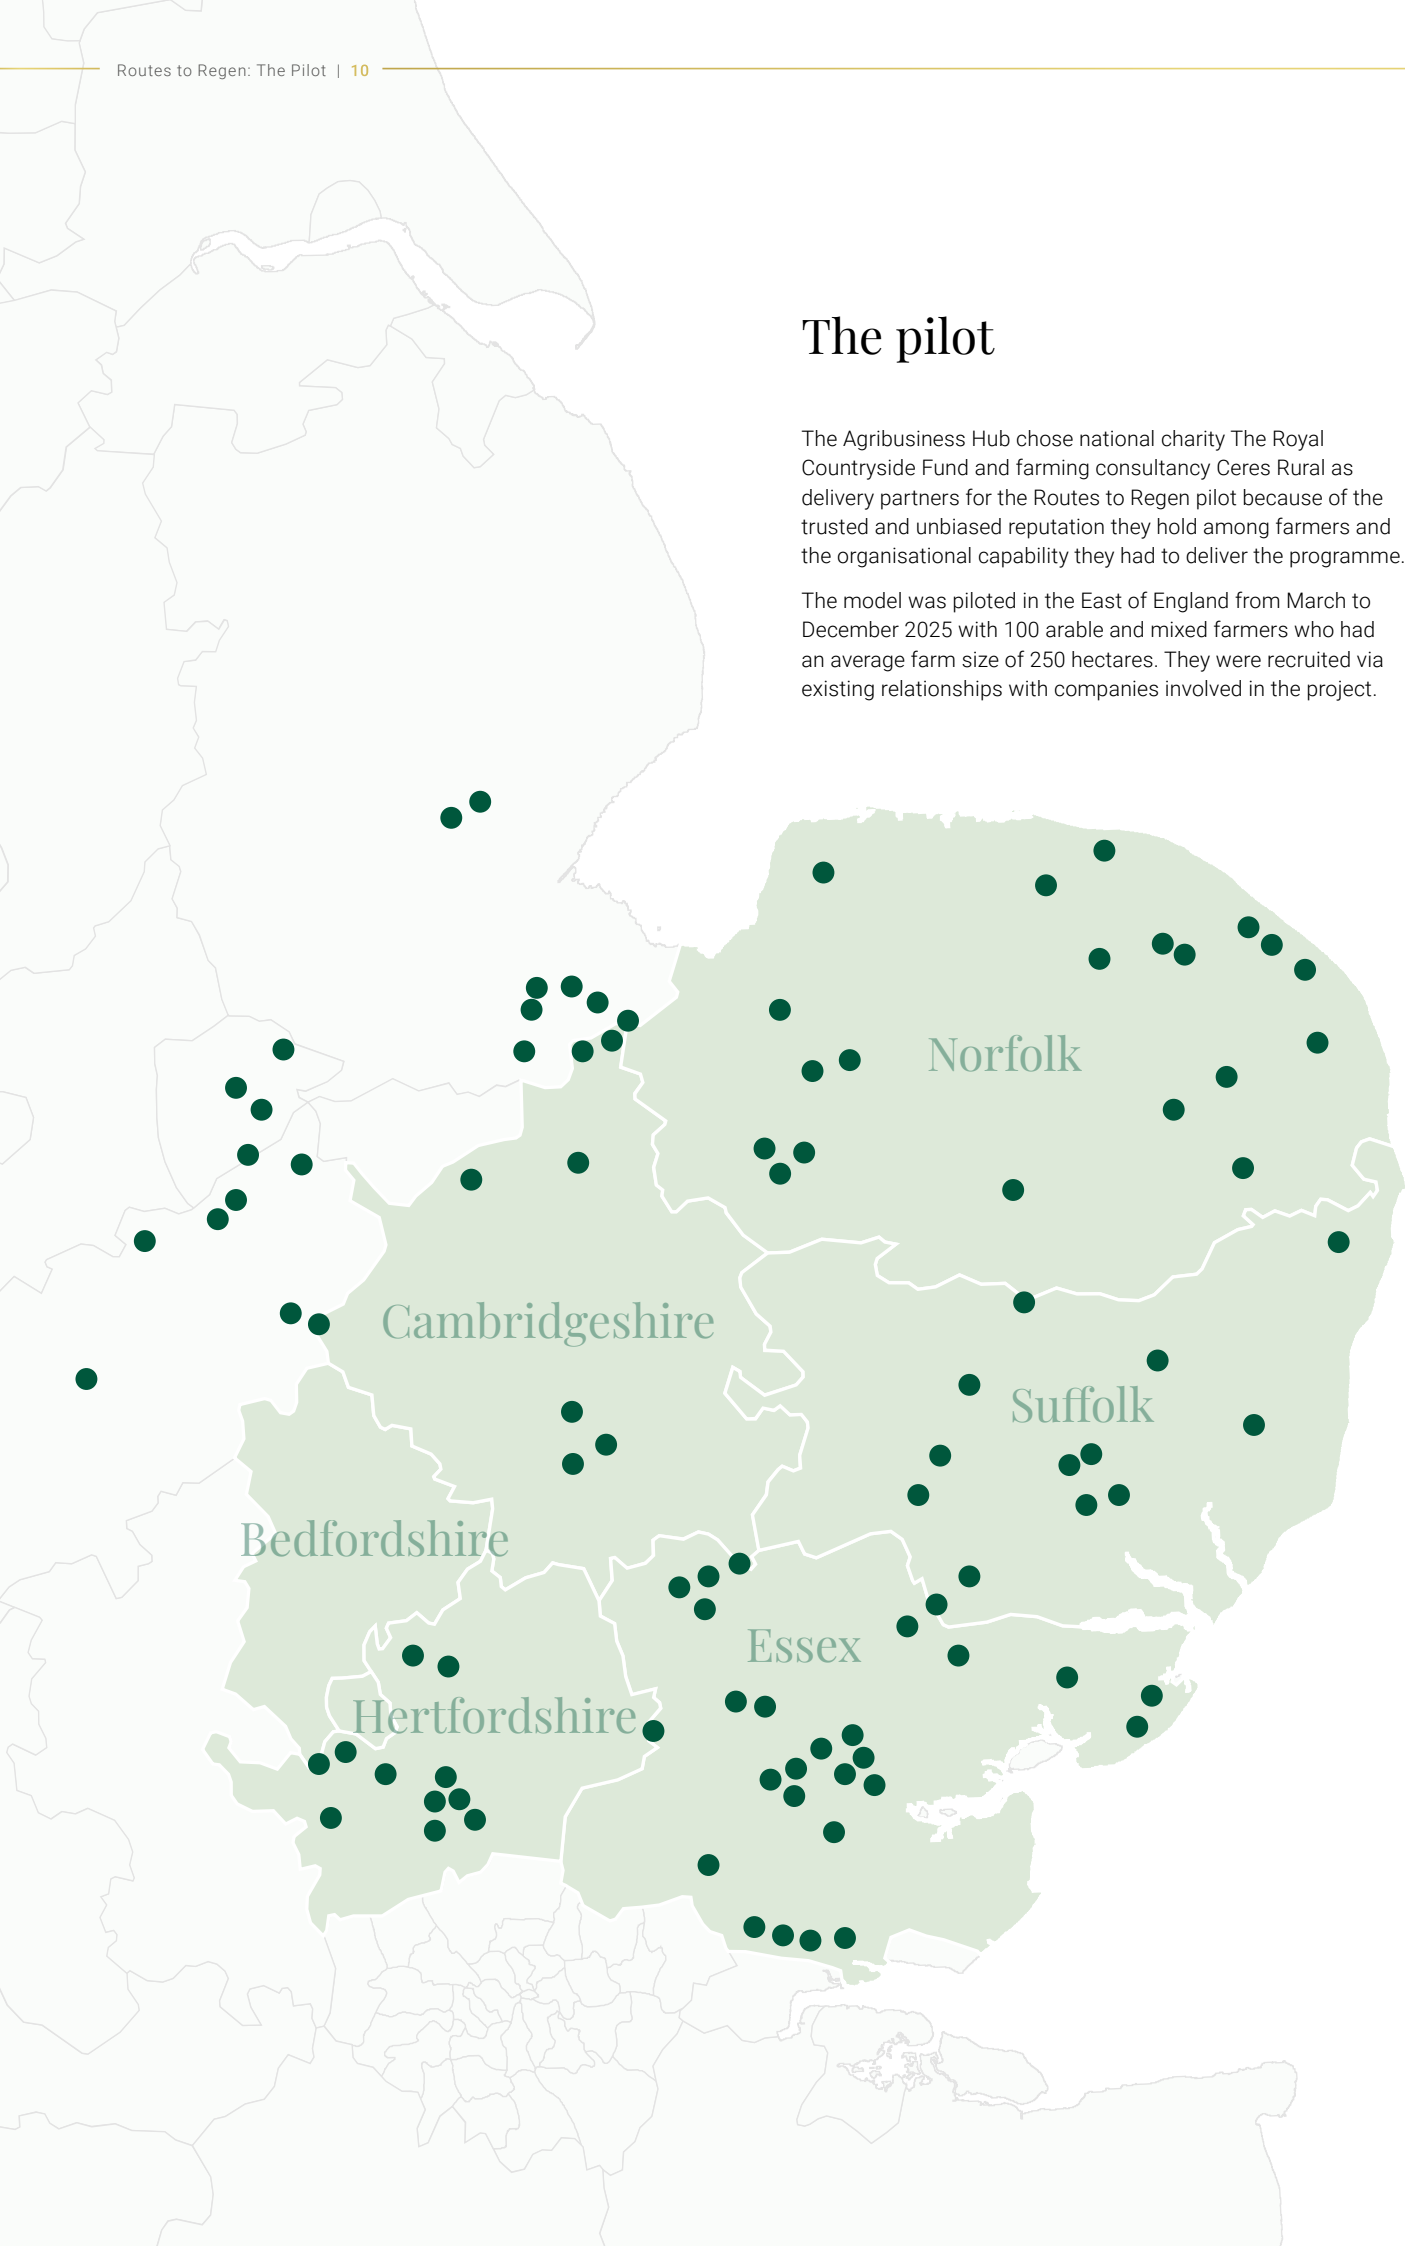 Routes to Regen: The Pilot | 10
The pilot
The Agribusiness Hub chose national charity The Royal
Countryside Fund and farming consultancy Ceres Rural as
delivery partners for the Routes to Regen pilot because of the
trusted and unbiased reputation they hold among farmers and
the organisational capability they had to deliver the programme.
The model was piloted in the East of England from March to
December 2025 with 100 arable and mixed farmers who had
an average farm size of 250 hectares. They were recruited via
existing relationships with companies involved in the project.
Norfolk
Cambridgeshire
Suffolk
Bedfordshire
Essex
Hertfordshire